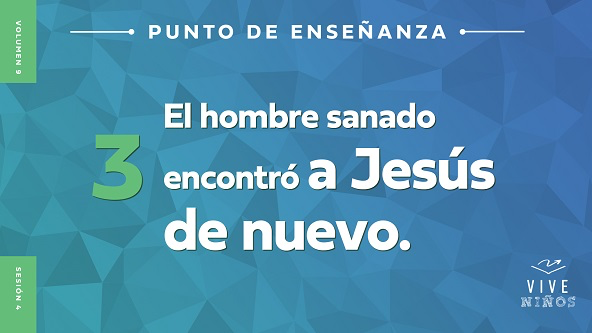 VOLUMEN 9
PUNTO DE ENSEÑANZA
3
El hombre sanado
encontró a Jesús
de nuevo.
SESIÓN 4
VIVE
NIÑOS